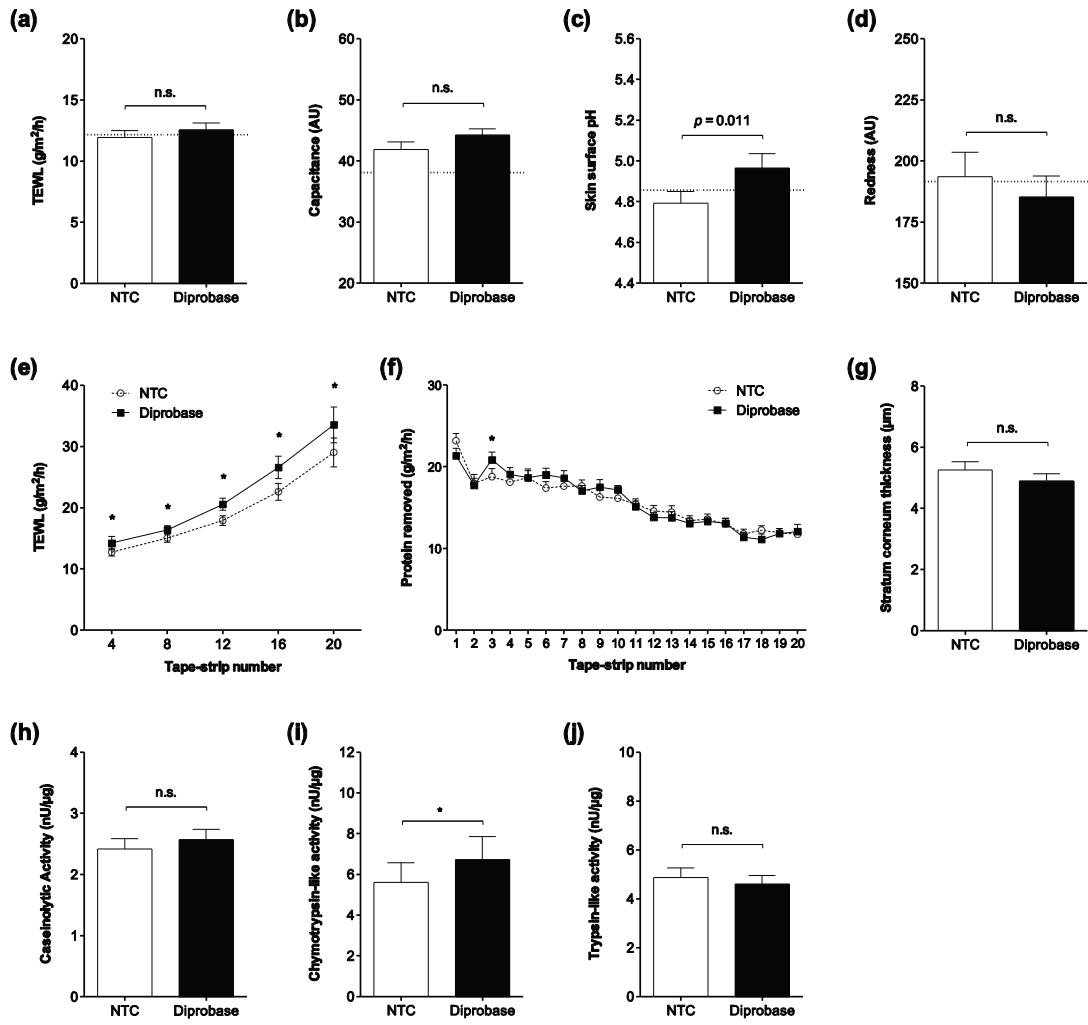 (a)
TEWL (g/m²/h)
20
15
10
5
0
n.s.
NTC
Diprobase
(b)
Capacitance (AU)
60
50
40
30
20
n.s.
NTC
Diprobase
(c)
Skin surface pH
5.6
5.4
5.2
5.0
4.8
4.6
4.4
p = 0.011
NTC
Diprobase
(d)
Redness (AU)
250
225
200
175
150
n.s.
NTC
Diprobase
(e)
TEWL (g/m²/h)
40
30
20
10
0
NTC
Diprobase
*
*
*
*
*
4 8 12 16 20
Tape-strip number
(f)
Protein removed (g/m²/h)
30
20
10
0
NTC
Diprobase
*
1 2 3 4 5 6 7 8 9 10 11 12 13 14 15 16 17 18 19 20
Tape-strip number
(g)
Stratum corneum thickness (µm)
8
6
4
2
0
n.s.
NTC
Diprobase
(h)
Caseinolytic Activity (nU/µg)
4
3
2
1
0
n.s.
NTC
Diprobase
(i)
Chymotrypsin-like activity (nU/µg)
12
10
8
6
4
2
0
*
NTC
Diprobase
(j)
Trypsin-like activity (nU/µg)
10
8
6
4
2
0
n.s.
NTC
Diprobase